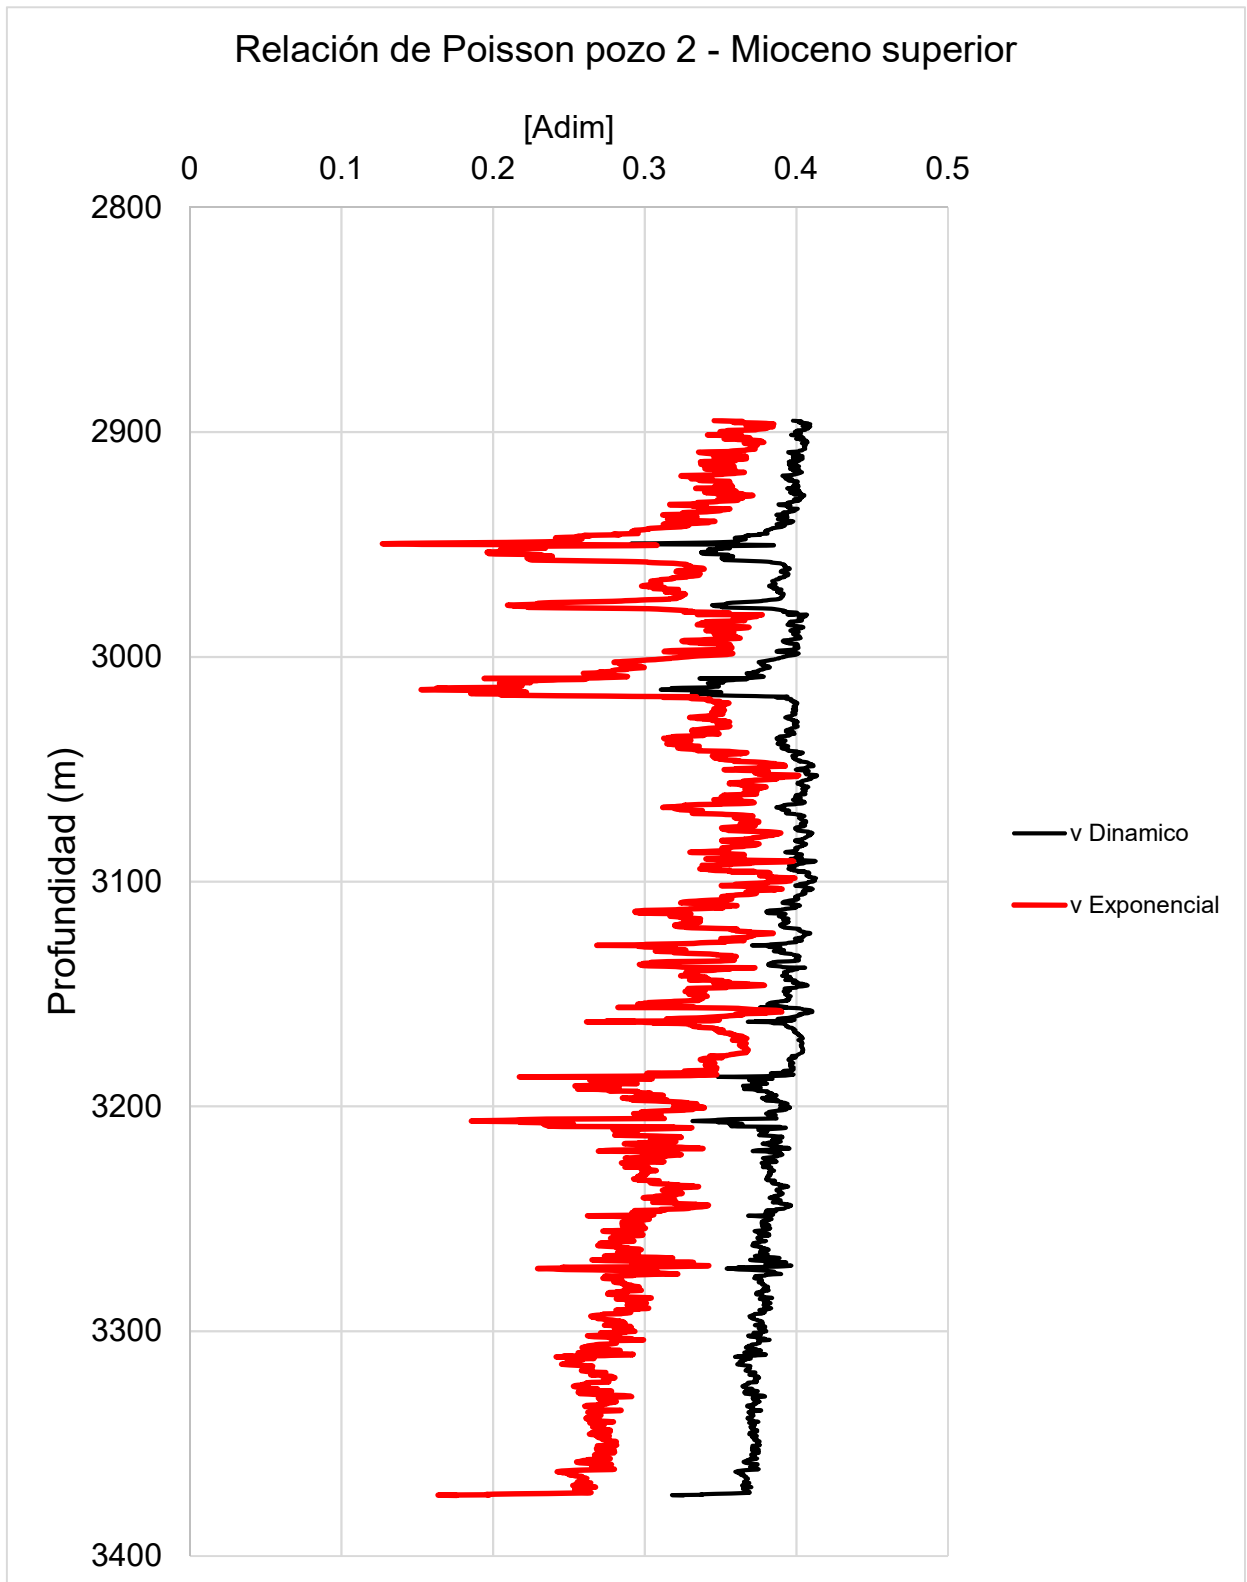 Relación de Poisson pozo 2 - Mioceno superior
[Adim]
0 0.1 0.2 0.3 0.4 0.5
2800
2900
3000
3100
3200
3300
3400
Profundidad (m)
v Dinamico
v Exponencial